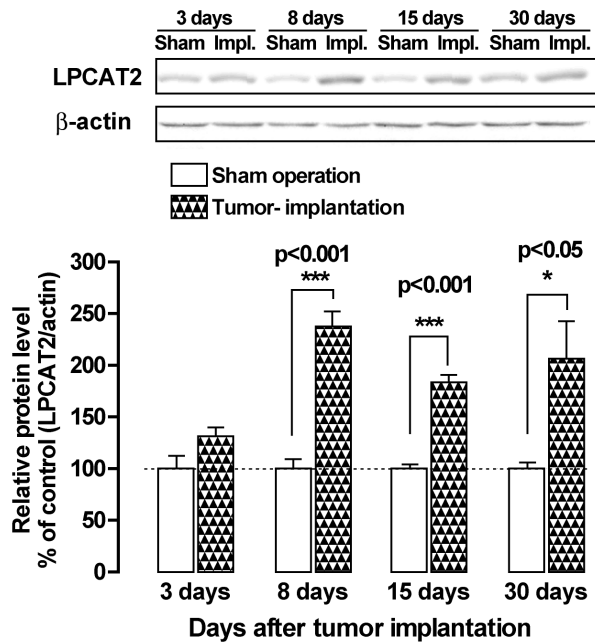 3 days 8 days 15 days 30 days
Sham Impl. Sham Impl. Sham Impl. Sham Impl.
LPCAT2
β-actin
Sham operation
Tumor- implantation
Relative protein level
% of control (LPCAT2/actin)
300
250
200
150
100
50
0
p<0.001
***
p<0.001
***
p<0.05
*
3 days 8 days 15 days 30 days
Days after tumor implantation